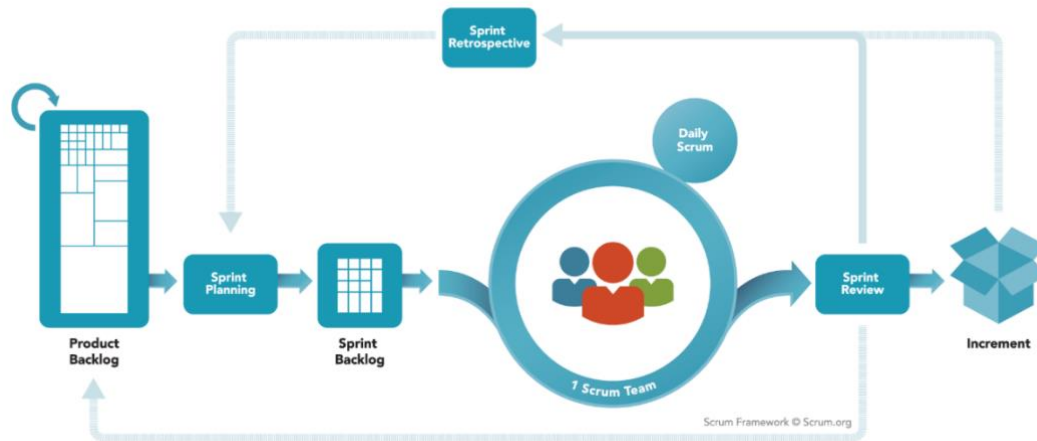 Sprint
Retrospective
Daily
Scrum
Sprint
Planning
Sprint
Review
Product
Backlog
Sprint
Backlog
1 Scrum Team
Increment
Scrum Framework © Scrum.org